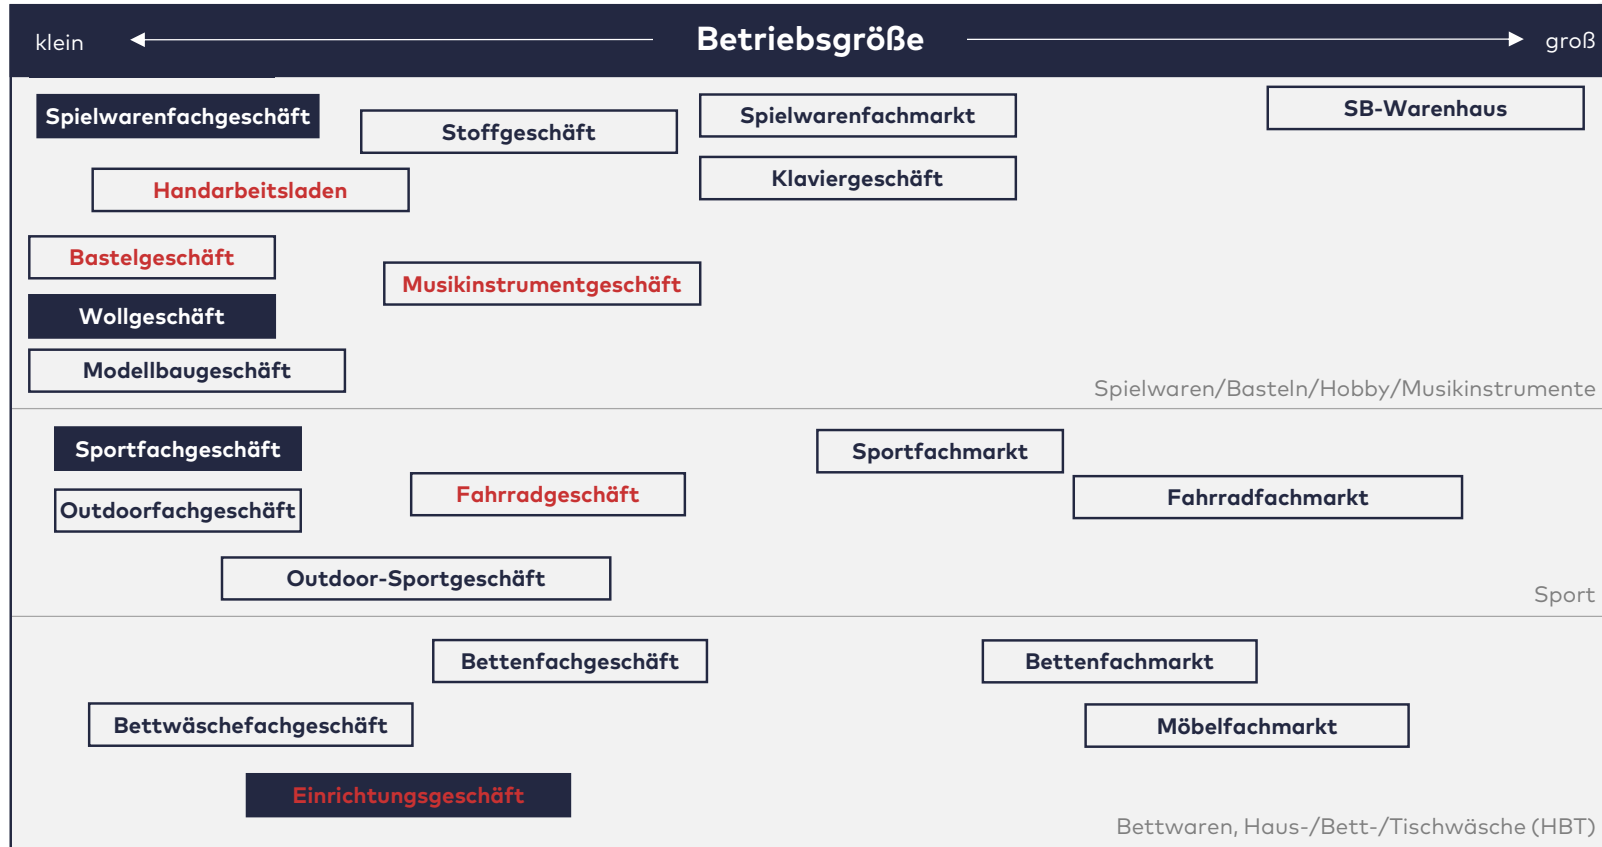 klein
Betriebsgröße
groß
Spielwarenfachgeschäft
Stoffgeschäft
Spielwarenfachmarkt
SB-Warenhaus
Handarbeitsladen
Klaviergeschäft
Bastelgeschäft
Musikinstrumentgeschäft
Wollgeschäft
Modellbaugeschäft
Spielwaren/Basteln/Hobby/Musikinstrumente
Sportfachgeschäft
Sportfachmarkt
Fahrradgeschäft
Fahrradfachmarkt
Outdoorfachgeschäft
Outdoor-Sportgeschäft
Sport
Bettenfachgeschäft
Bettenfachmarkt
Bettwäschefachgeschäft
Möbelfachmarkt
Einrichtungsgeschäft
Bettwaren, Haus-/Bett-/Tischwäsche (HBT)